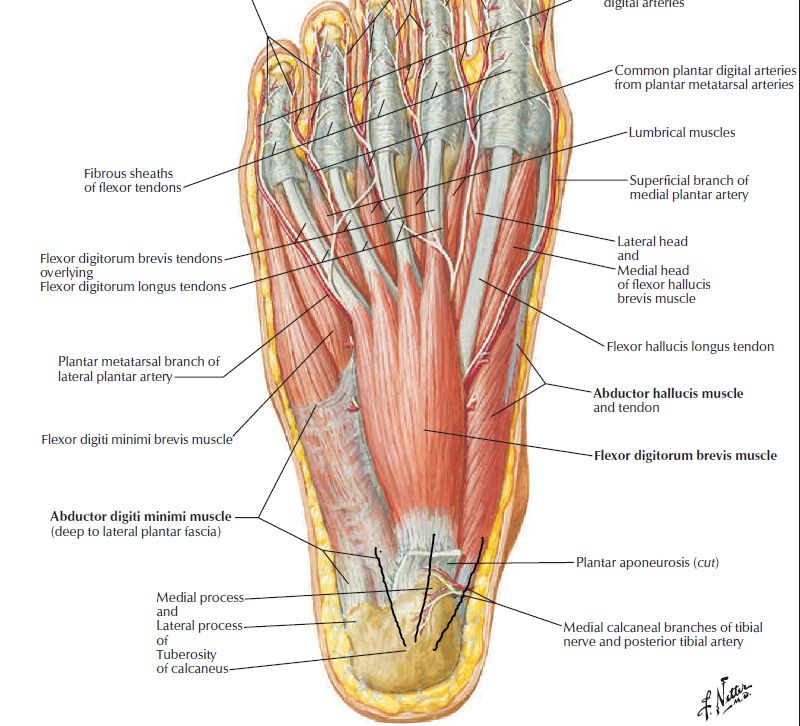 digital arteries
Common plantar digital arteries
from plantar metatarsal arteries
Lumbrical muscles
Fibrous sheaths
of flexor tendons
Superficial branch of
medial plantar artery
Lateral head
and
Medial head
of flexor hallucis
brevis muscle
Flexor digitorum brevis tendons
overlying
Flexor digitorum longus tendons
Flexor hallucis longus tendon
Plantar metatarsal branch of
lateral plantar artery
Abductor hallucis muscle
and tendon
Flexor digiti minimi brevis muscle
Flexor digitorum brevis muscle
Abductor digiti minimi muscle
(deep to lateral plantar fascia)
Plantar aponeurosis (cut)
Medial process
and
Lateral process
of
Tuberosity
of calcaneus
Medial calcaneal branches of tibial
nerve and posterior tibial artery
F. Netter
M.D.